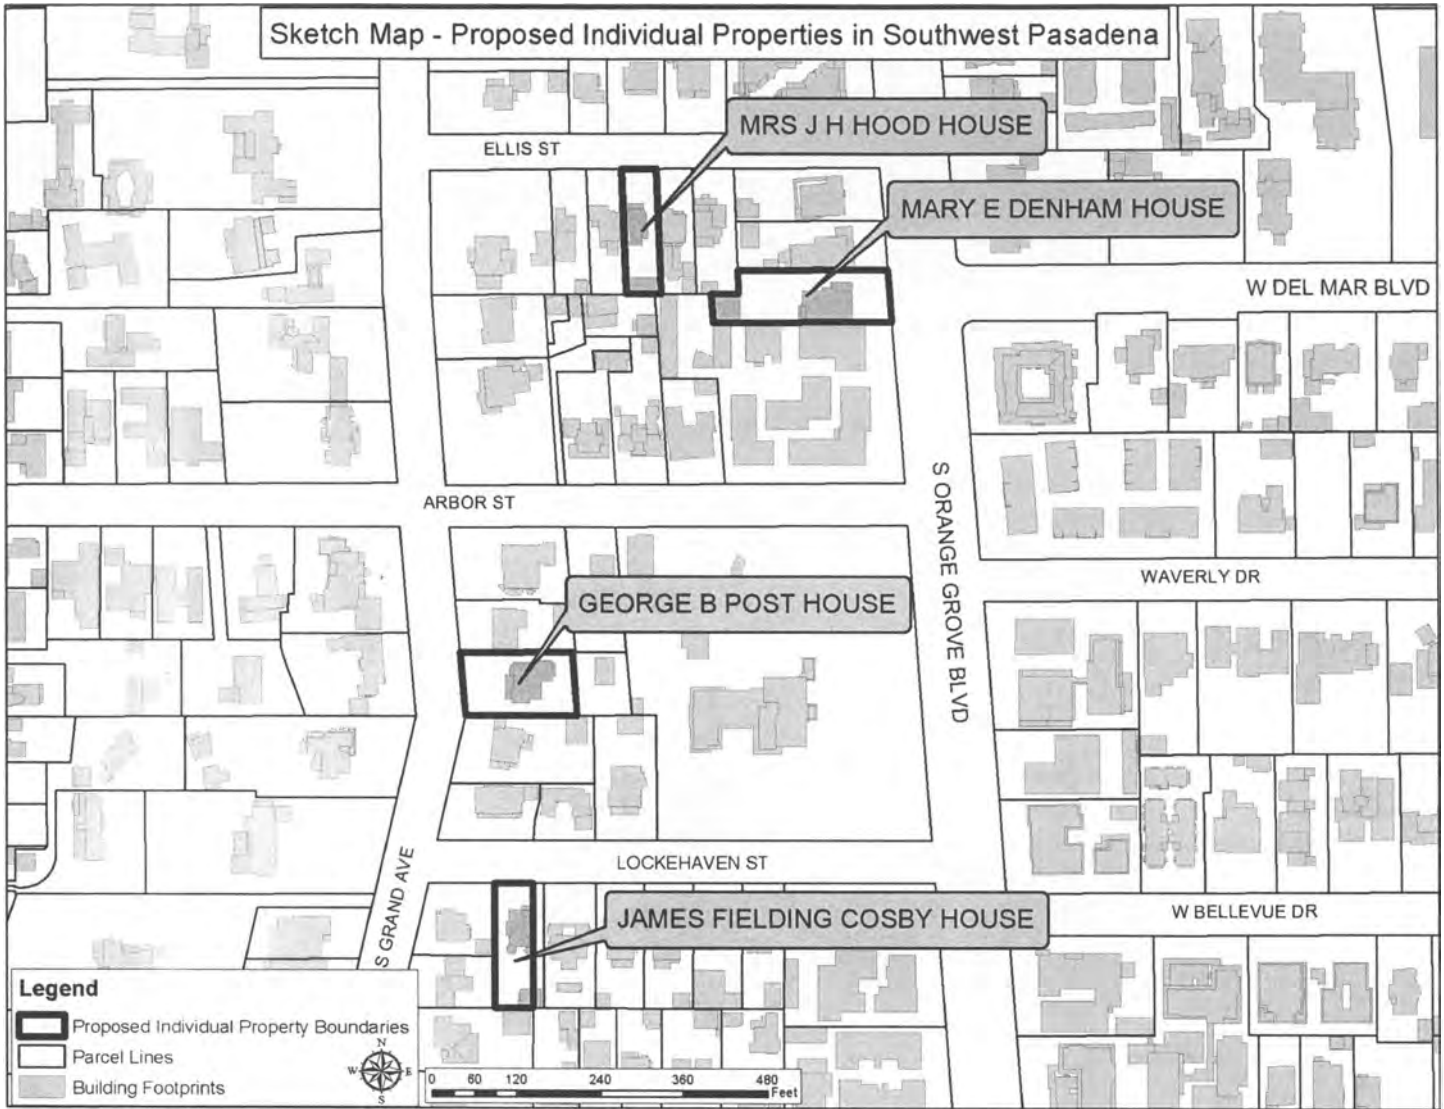 Sketch Map - Proposed Individual Properties in Southwest Pasadena
MRS J H HOOD HOUSE
ELLIS ST
MARY E DENHAM HOUSE
W DEL MAR BLVD
S ORANGE GROVE BLVD
ARBOR ST
WAVERLY DR
GEORGE B POST HOUSE
LOCKEHAVEN ST
S GRAND AVE
JAMES FIELDING COSBY HOUSE
W BELLEVUE DR
Legend
Proposed Individual Property Boundaries
Parcel Lines
Building Footprints
N
W E
S
0 60 120 240 360 480
Feet